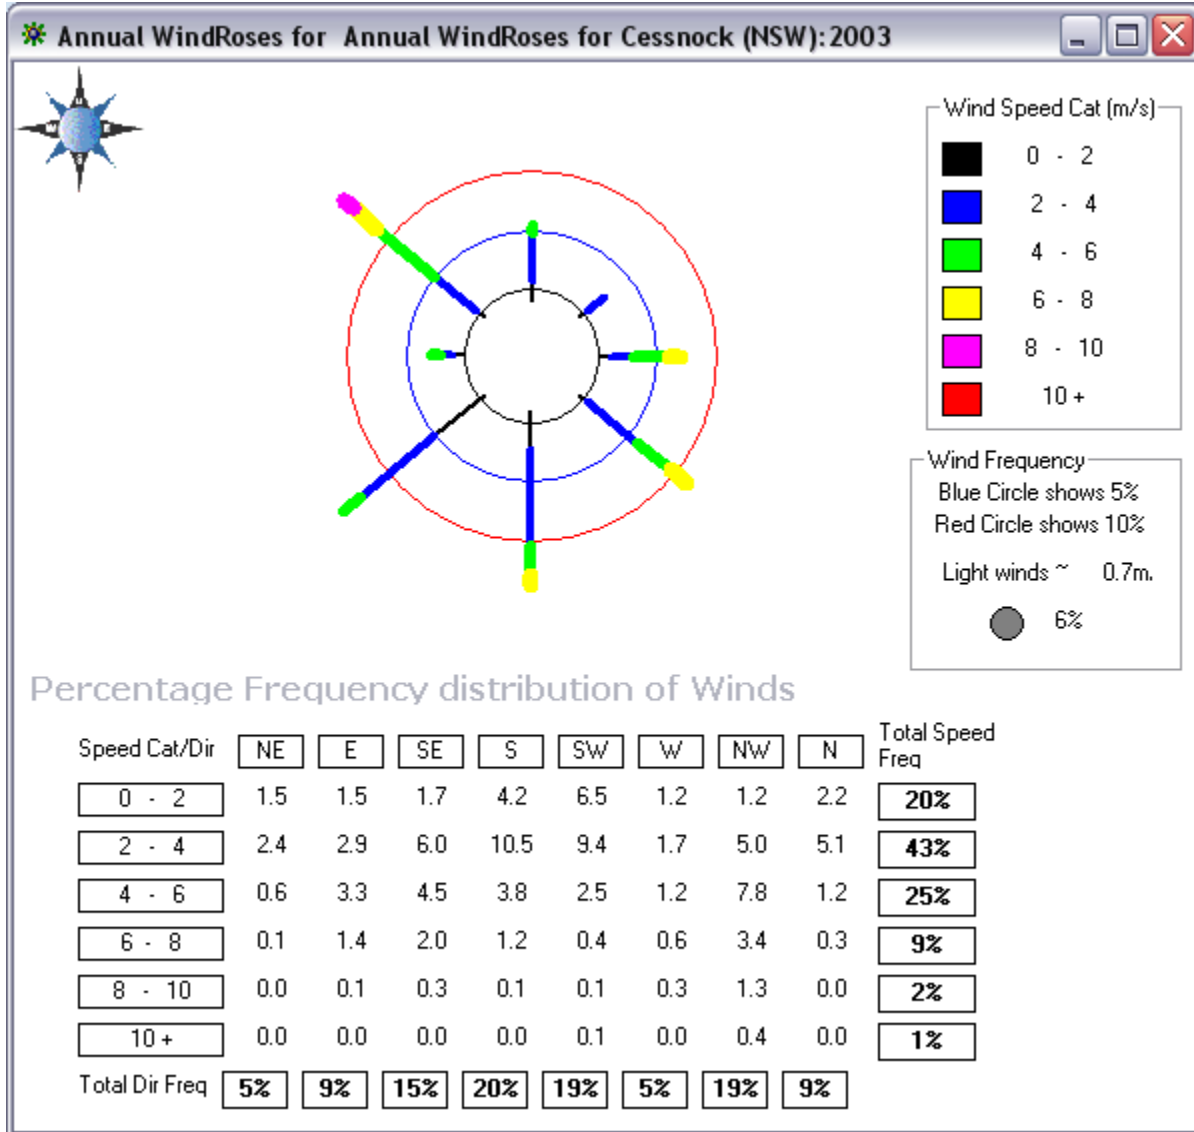 Annual WindRoses for  Annual WindRoses for Cessnock (NSW):2003
Wind Speed Cat (m/s)
0 - 2
2 - 4
4 - 6
6 - 8
8 - 10
10 +
Wind Frequency
Blue Circle shows 5%
Red Circle shows 10%
Light winds ~ 0.7m.
6%
Percentage Frequency distribution of Winds
Speed Cat/Dir NE E SE S SW W NW N Total Speed Freq
0 - 2 1.5 1.5 1.7 4.2 6.5 1.2 1.2 2.2 20%
2 - 4 2.4 2.9 6.0 10.5 9.4 1.7 5.0 5.1 43%
4 - 6 0.6 3.3 4.5 3.8 2.5 1.2 7.8 1.2 25%
6 - 8 0.1 1.4 2.0 1.2 0.4 0.6 3.4 0.3 9%
8 - 10 0.0 0.1 0.3 0.1 0.1 0.3 1.3 0.0 2%
10 + 0.0 0.0 0.0 0.0 0.1 0.0 0.4 0.0 1%
Total Dir Freq 5% 9% 15% 20% 19% 5% 19% 9%